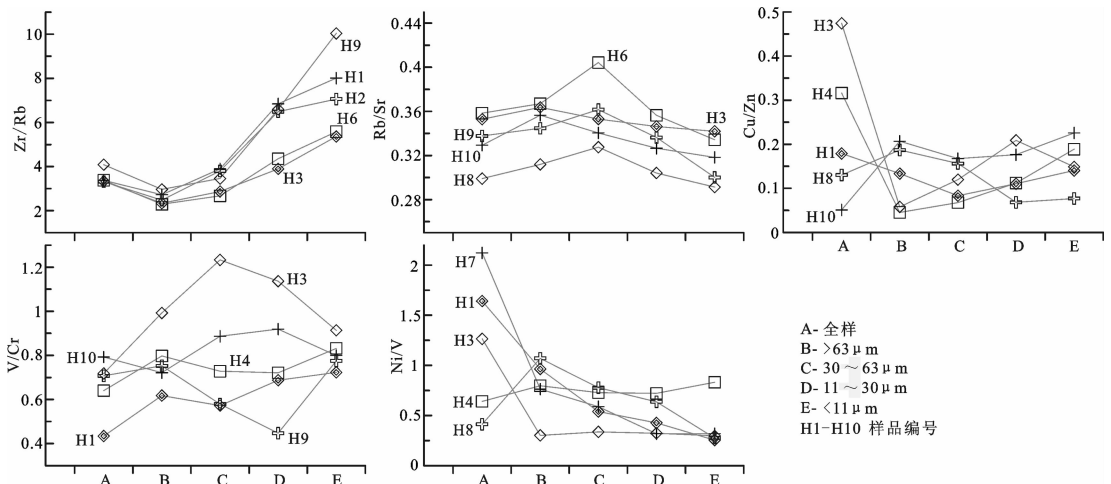 Zr/Rb
10
8
6
4
2
H9
H1
H2
H6
H3
Rb/Sr
0.44
0.4
0.36
0.32
0.28
H6
H3
H9
H10
H8
Cu/Zn
0.5
0.4
0.3
0.2
0.1
0
H3
H4
H1
H8
H10
A B C D E
V/Cr
1.2
1
0.8
0.6
0.4
H3
H10
H4
H1
H9
A B C D E
Ni/V
2
1.5
1
0.5
0
H7
H1
H3
H4
H8
A B C D E
A- 全样
B- >63μm
C- 30 ～63μm
D- 11 ～30μm
E- <11μm
H1-H10 样品编号